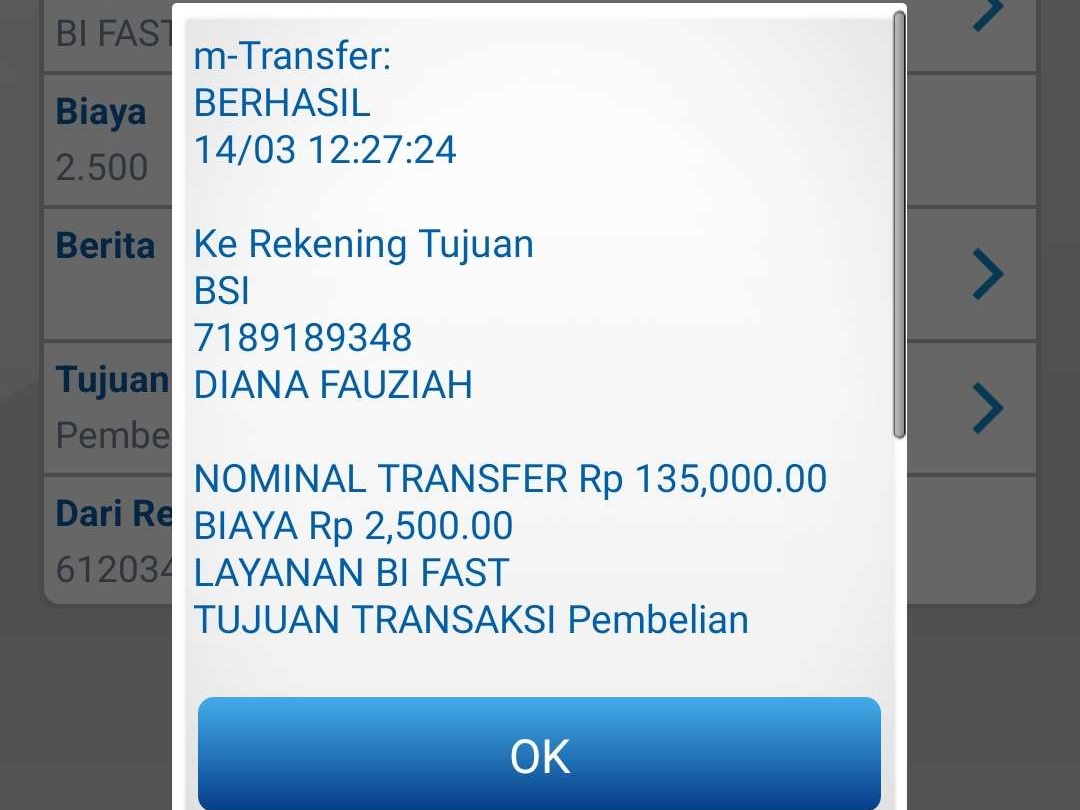 BI FAST
Biaya
2.500
Berita
Tujuan
Pembe
Dari Re
612034
m-Transfer:
BERHASIL
14/03 12:27:24
Ke Rekening Tujuan
BSI
7189189348
DIANA FAUZIAH
NOMINAL TRANSFER Rp 135,000.00
BIAYA Rp 2,500.00
LAYANAN BI FAST
TUJUAN TRANSAKSI Pembelian
OK